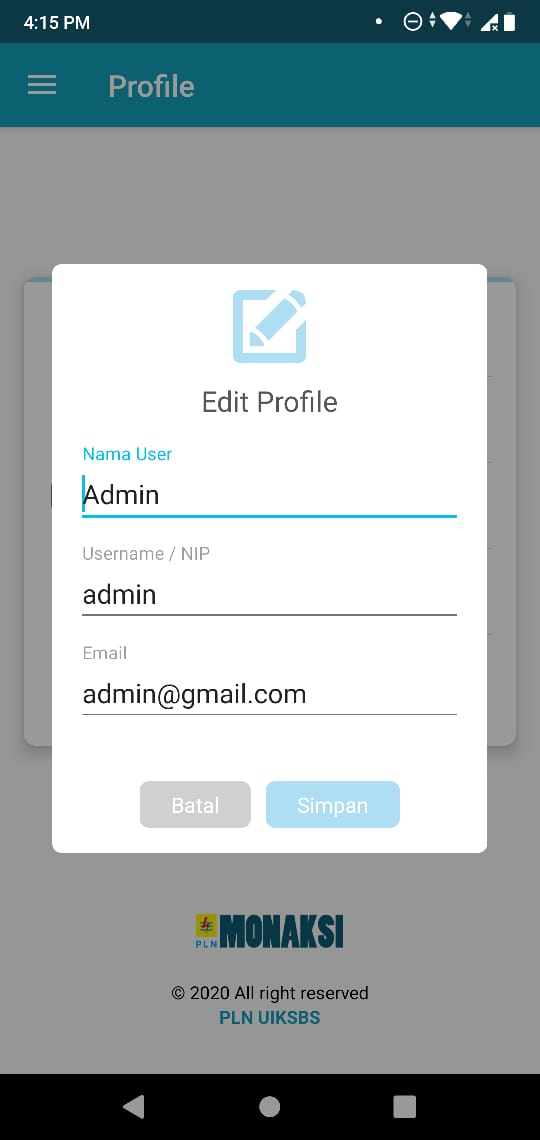 4:15 PM
Profile
Edit Profile
Nama User
Admin
Username / NIP
admin
Email
admin@gmail.com
Batal
Simpan
PLN MONAKSI
© 2020 All right reserved
PLN UIKSBS